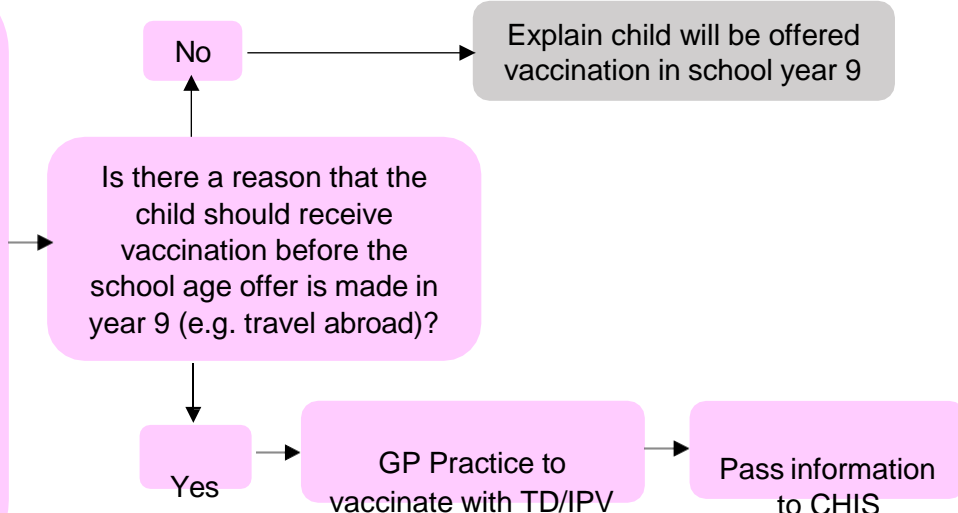 No
Explain child will be offered
vaccination in school year 9
Is there a reason that the
child should receive
vaccination before the
school age offer is made in
year 9 (e.g. travel abroad)?
Yes
GP Practice to
vaccinate with TD/IPV
Pass information
to CHIS